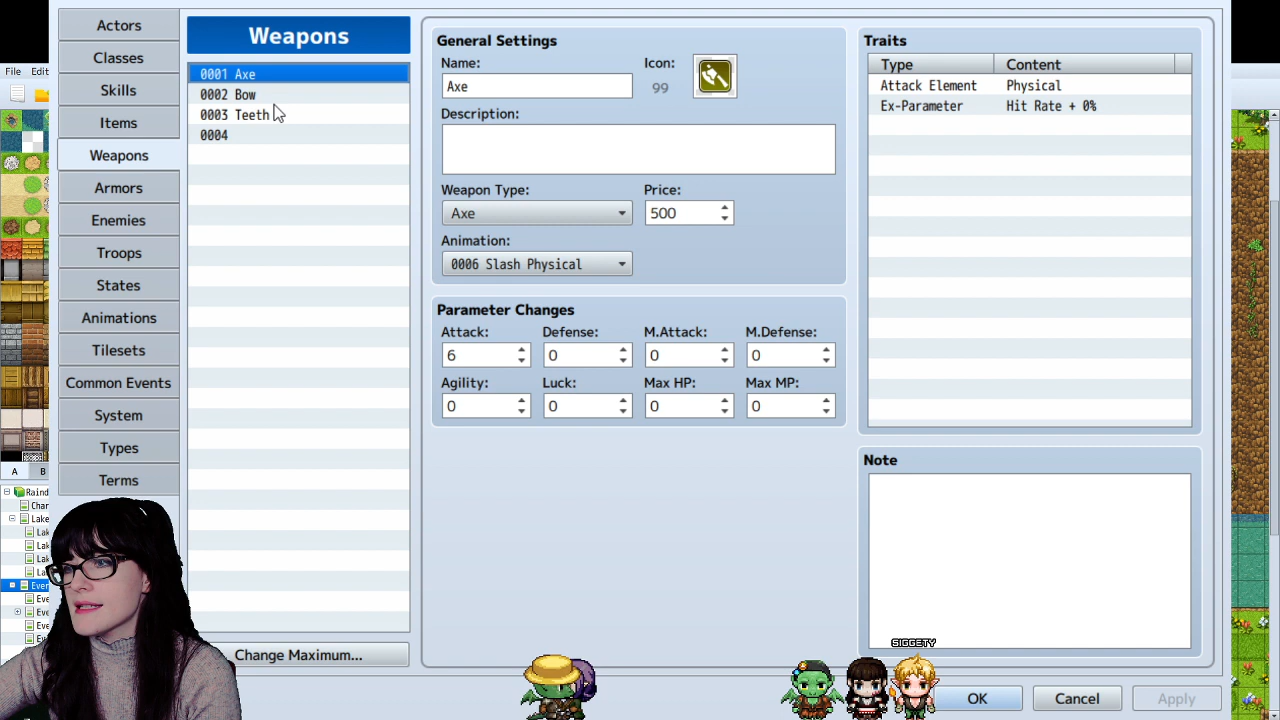 Actors
Classes
Skills
Items
Weapons
Armors
Enemies
Troops
States
Animations
Tilesets
Common Events
System
Types
Terms
File Edit
A B
Weapons
0001 Axe
0002 Bow
0003 Teeth
0004
Change Maximum...
General Settings
Name:
Axe
Icon:
99
Description:
Weapon Type:
Axe
Price:
500
Animation:
0006 Slash Physical
Parameter Changes
Attack: Defense: M.Attack: M.Defense:
6 0 0 0
Agility: Luck: Max HP: Max MP:
0 0 0 0
Traits
Type Content
Attack Element Physical
Ex-Parameter Hit Rate + 0%
Note
SIGGETY
OK Cancel Apply